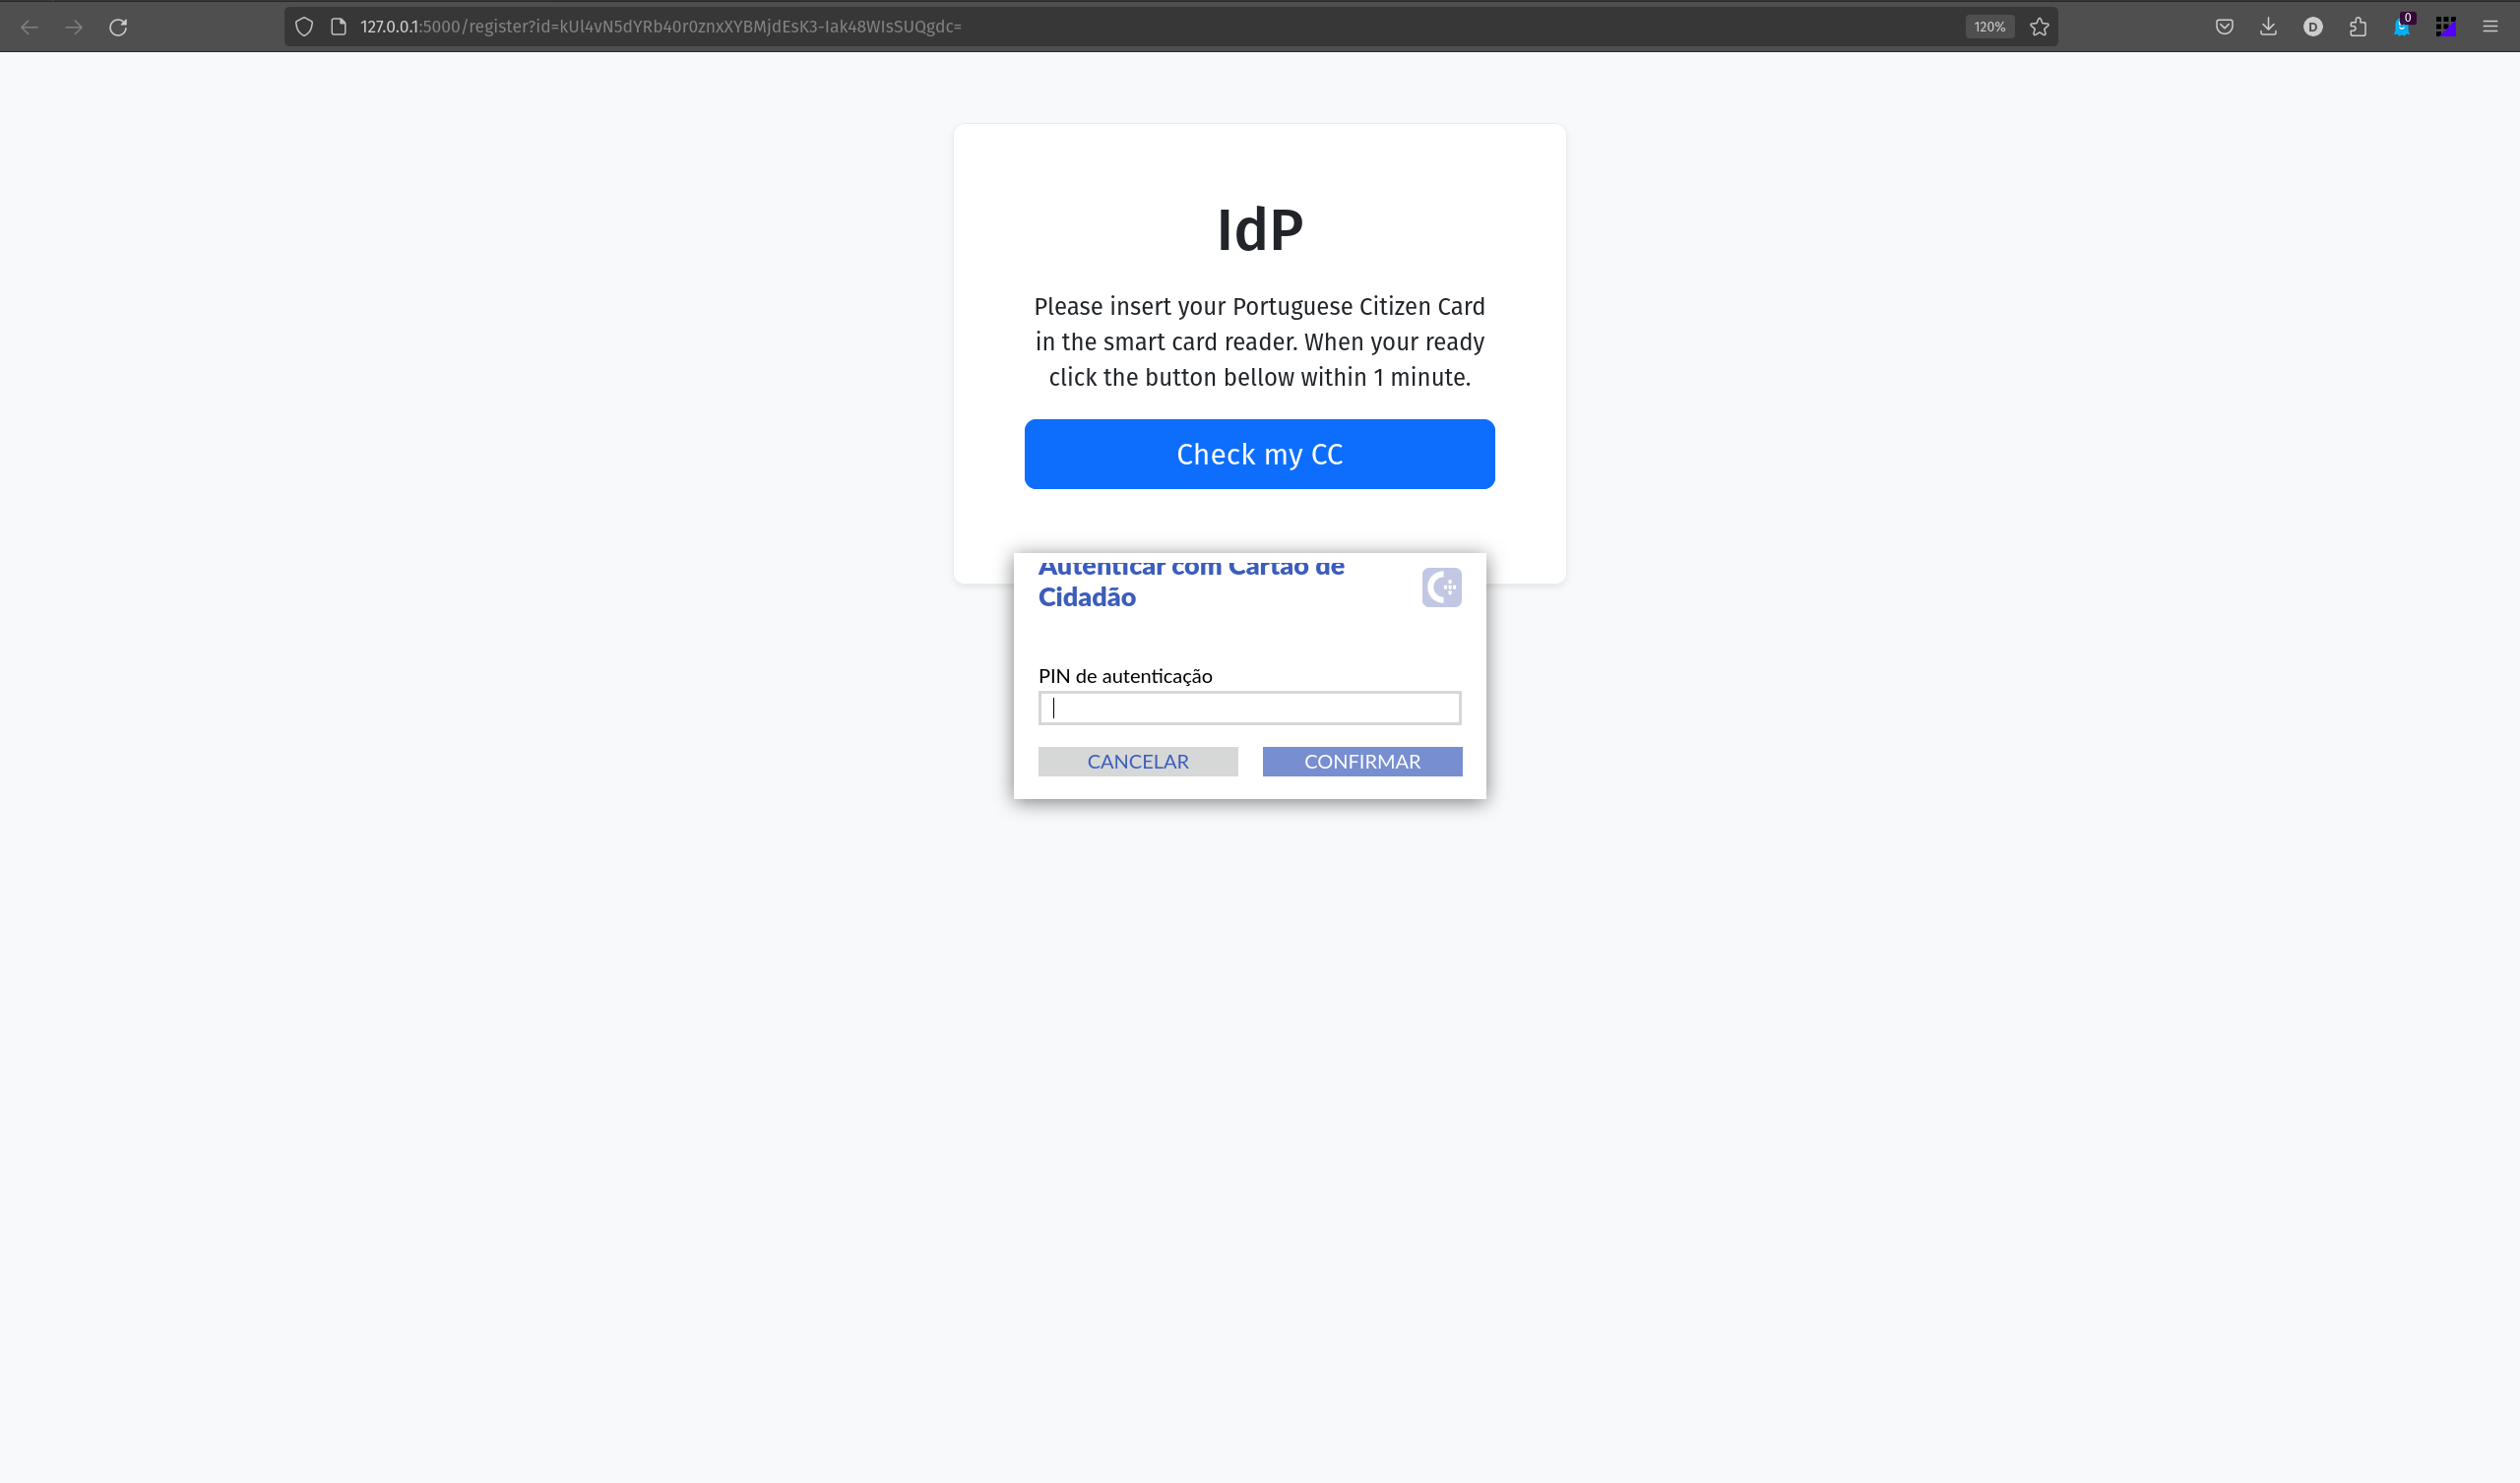 127.0.0.1:5000/register?id=kUl4vN5dYRb40r0znxXYBMjdEsK3-Iak48WIsSUQgdc=
120%
D
0
IdP
Please insert your Portuguese Citizen Card
in the smart card reader. When your ready
click the button bellow within 1 minute.
Check my CC
Autenticar com Cartão de
Cidadão
PIN de autenticação
CANCELAR
CONFIRMAR